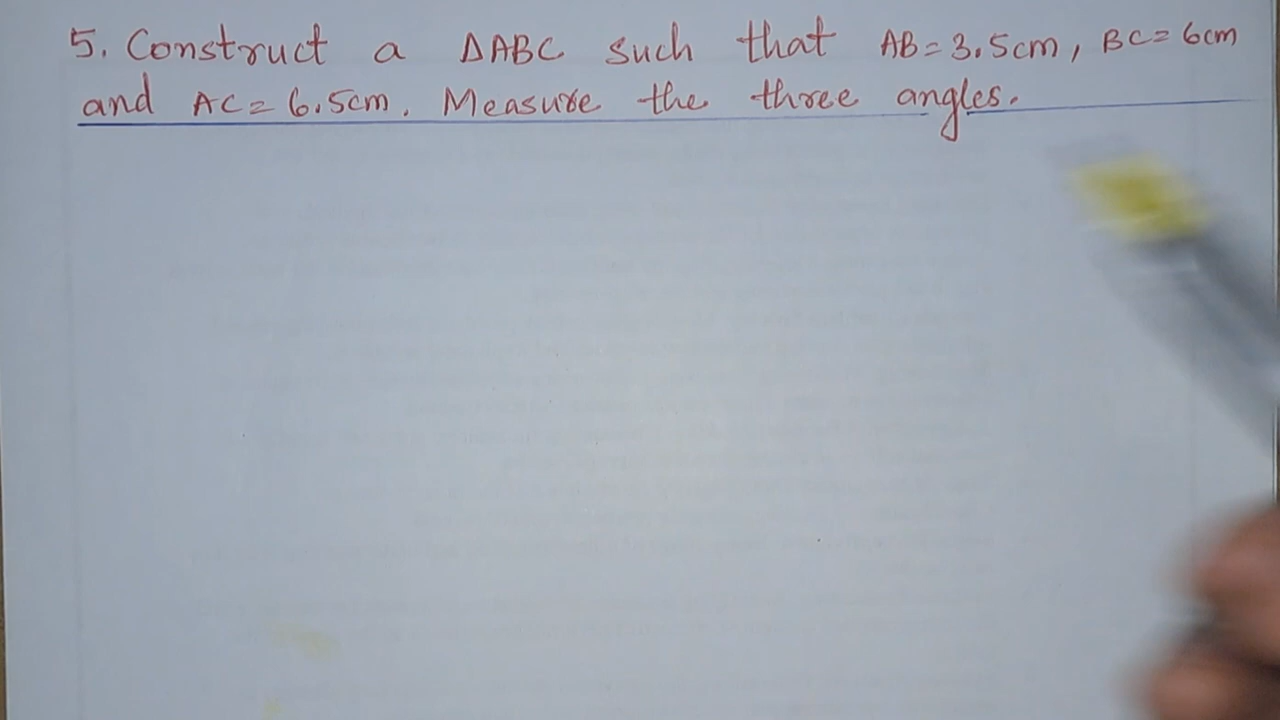 5. Construct a ΔABC such that AB = 3.5cm, BC = 6cm
and AC = 6.5cm. Measure the three angles.